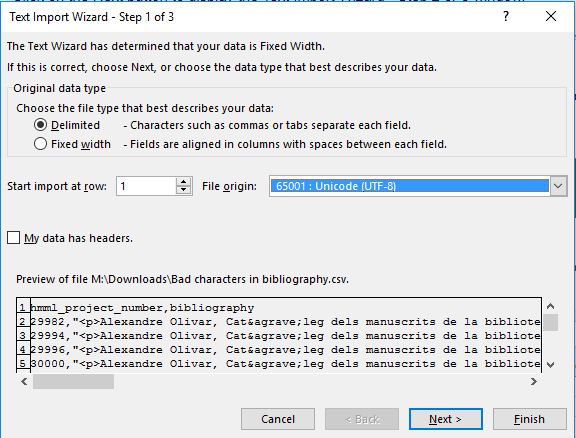 Text Import Wizard - Step 1 of 3
The Text Wizard has determined that your data is Fixed Width.
If this is correct, choose Next, or choose the data type that best describes your data.
Original data type
Choose the file type that best describes your data:
Delimited - Characters such as commas or tabs separate each field.
Fixed width - Fields are aligned in columns with spaces between each field.
Start import at row: 1 File origin: 65001 : Unicode (UTF-8)
My data has headers.
Preview of file M:\Downloads\Bad characters in bibliography.csv.
1 hmml_project_number,bibliography
2 29982,"<p>Alexandre Olivar, Cat&agrave;leg dels manuscrits de la bibliote
3 29994,"<p>Alexandre Olivar, Cat&agrave;leg dels manuscrits de la bibliote
4 29996,"<p>Alexandre Olivar, Cat&agrave;leg dels manuscrits de la bibliote
5 30000,"<p>Alexandre Olivar, Cat&agrave;leg dels manuscrits de la bibliote
Cancel < Back Next > Finish